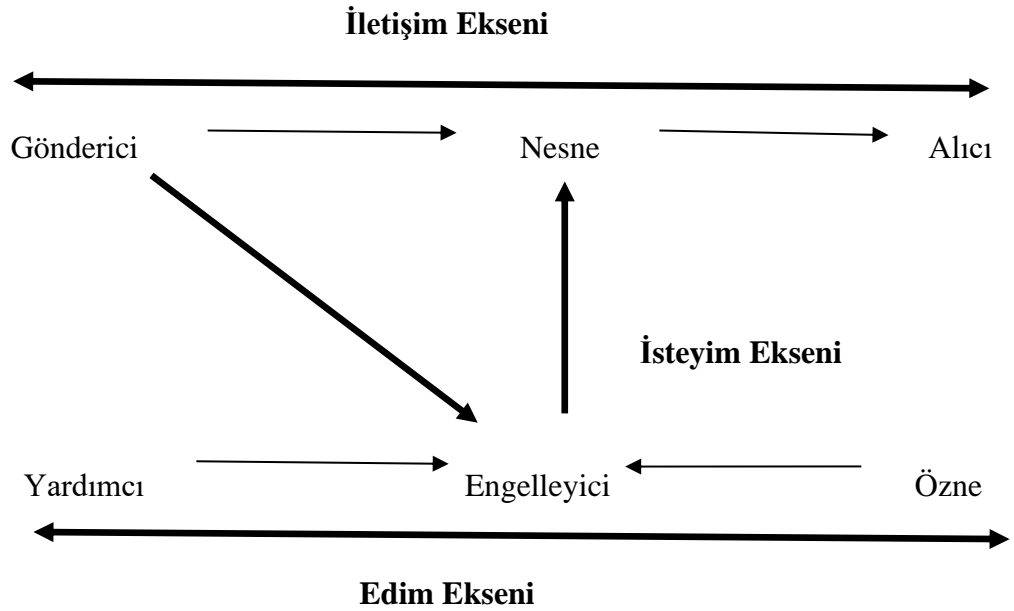 İletişim Ekseni
Gönderici Nesne Alıcı
İsteyim Ekseni
Yardımcı Engelleyici Özne
Edim Ekseni